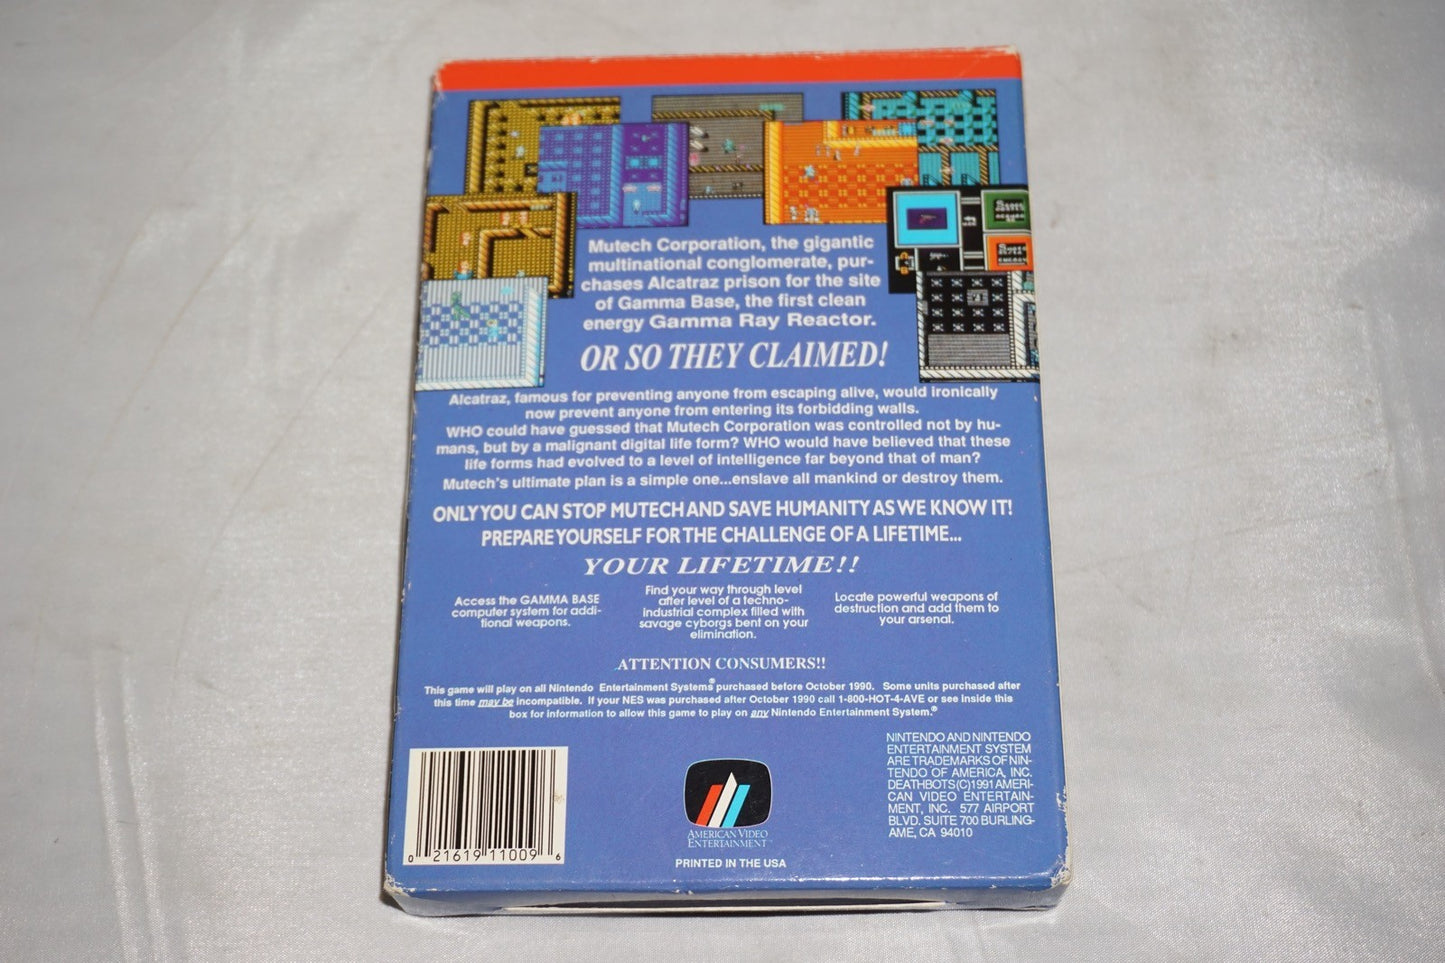 Mutech Corporation, the gigantic
multinational conglomerate, pur-
chases Alcatraz prison for the site
of Gamma Base, the first clean
energy Gamma Ray Reactor.
OR SO THEY CLAIMED!
Alcatraz, famous for preventing anyone from escaping alive, would ironically
now prevent anyone from entering its forbidding walls.
WHO could have guessed that Mutech Corporation was controlled not by hu-
mans, but by a malignant digital life form? WHO would have believed that these
life forms had evolved to a level of intelligence far beyond that of man?
Mutech's ultimate plan is a simple one...enslave all mankind or destroy them.
ONLY YOU CAN STOP MUTECH AND SAVE HUMANITY AS WE KNOW IT!
PREPARE YOURSELF FOR THE CHALLENGE OF A LIFETIME...
YOUR LIFETIME!!
Access the GAMMA BASE
computer system for addi-
tional weapons.
Find your way through level
after level of a techno-
industrial complex filled with
savage cyborgs bent on your
elimination.
Locate powerful weapons of
destruction and add them to
your arsenal.
ATTENTION CONSUMERS!!
This game will play on all Nintendo Entertainment Systems® purchased before October 1990. Some units purchased after
this time may be incompatible. If your NES was purchased after October 1990 call 1-800-HOT-4-AVE or see inside this
box for information to allow this game to play on any Nintendo Entertainment System.®
0 21619 11009 6
AMERICAN VIDEO
ENTERTAINMENT
PRINTED IN THE USA
NINTENDO AND NINTENDO
ENTERTAINMENT SYSTEM
ARE TRADEMARKS OF NIN-
TENDO OF AMERICA, INC.
DEATHBOTS (C)1991 AMERI-
CAN VIDEO ENTERTAIN-
MENT, INC. 577 AIRPORT
BLVD. SUITE 700 BURLING-
AME, CA 94010